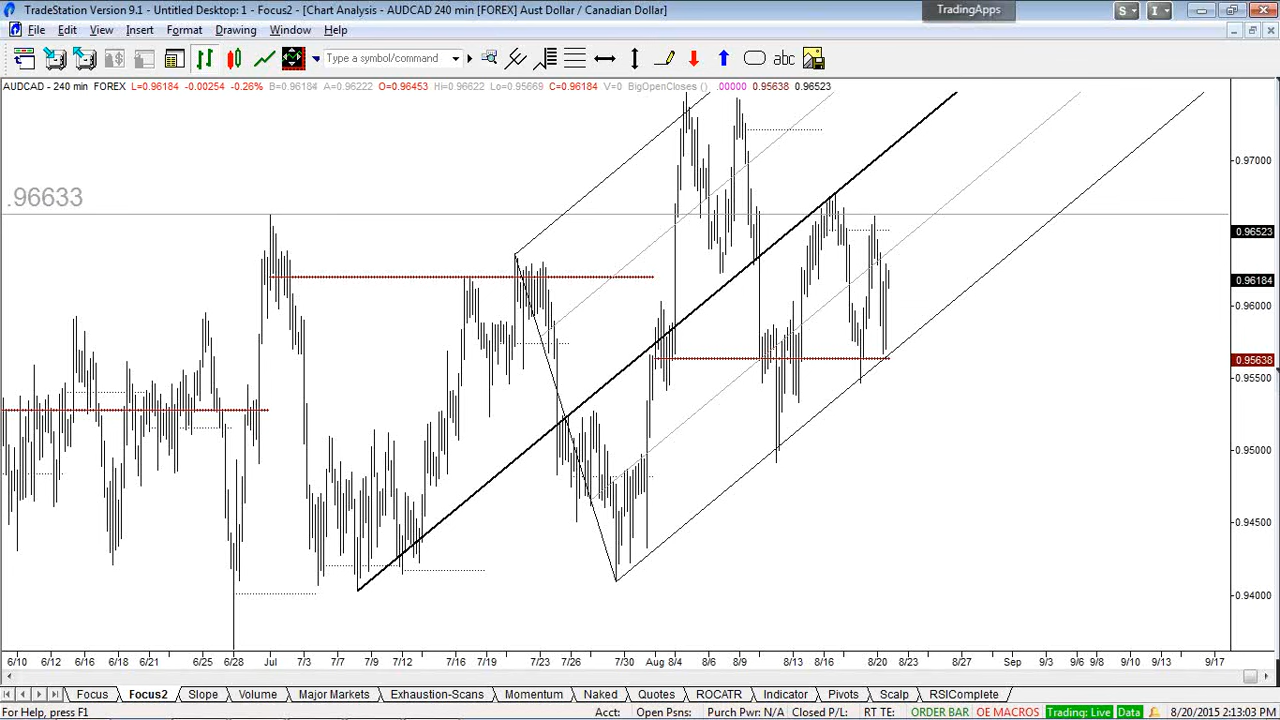 TradeStation Version 9.1 - Untitled Desktop: 1 - Focus2 - [Chart Analysis - AUDCAD 240 min [FOREX] Aust Dollar / Canadian Dollar]
TradingApps
S
I
File Edit View Insert Format Drawing Window Help
Type a symbol/command
abc
AUDCAD - 240 min FOREX L=0.96184 -0.00254 -0.26% B=0.96184 A=0.96222 O=0.96453 Hi=0.96622 Lo=0.95669 C=0.96184 V=0 BigOpenCloses () .00000 0.95638 0.96523
.96633
0.97000
0.96523
0.96184
0.96000
0.95638
0.95500
0.95000
0.94500
0.94000
6/10 6/12 6/16 6/18 6/21 6/25 6/28 Jul 7/3 7/7 7/9 7/12 7/16 7/19 7/23 7/26 7/30 Aug 8/4 8/6 8/9 8/13 8/16 8/20 8/23 8/27 Sep 9/3 9/6 9/8 9/10 9/13 9/17
Focus Focus2 Slope Volume Major Markets Exhaustion-Scans Momentum Naked Quotes ROCATR Indicator Pivots Scalp RSIComplete
For Help, press F1
Acct: Open Psns: Purch Pwr: N/A Closed P/L: RT TE: ORDER BAR OE MACROS Trading: Live Data 8/20/2015 2:13:03 PM